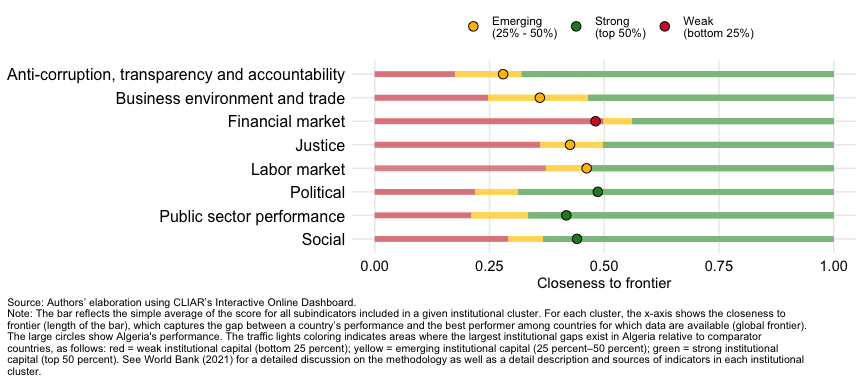 Emerging
(25% - 50%)
Strong
(top 50%)
Weak
(bottom 25%)
Anti-corruption, transparency and accountability
Business environment and trade
Financial market
Justice
Labor market
Political
Public sector performance
Social
0.00 0.25 0.50 0.75 1.00
Closeness to frontier
Source: Authors' elaboration using CLIAR's Interactive Online Dashboard.
Note: The bar reflects the simple average of the score for all subindicators included in a given institutional cluster. For each cluster, the x-axis shows the closeness to
frontier (length of the bar), which captures the gap between a country's performance and the best performer among countries for which data are available (global frontier).
The large circles show Algeria's performance. The traffic lights coloring indicates areas where the largest institutional gaps exist in Algeria relative to comparator
countries, as follows: red = weak institutional capital (bottom 25 percent); yellow = emerging institutional capital (25 percent–50 percent); green = strong institutional
capital (top 50 percent). See World Bank (2021) for a detailed discussion on the methodology as well as a detail description and sources of indicators in each institutional
cluster.